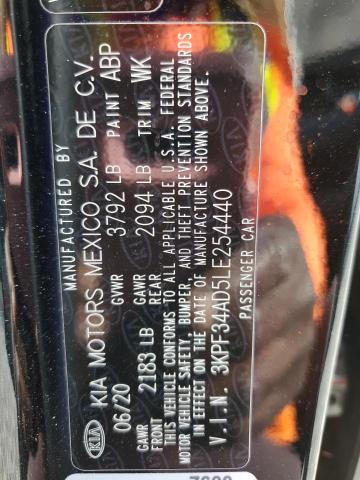 MANUFACTURED BY
KIA KIA MOTORS MEXICO S.A. DE C.V.
06/20 GVWR 3792 LB PAINT ABP
GAWR FRONT 2183 LB GAWR REAR 2094 LB TRIM WK
THIS VEHICLE CONFORMS TO ALL APPLICABLE U.S.A. FEDERAL
MOTOR VEHICLE SAFETY, BUMPER, AND THEFT PREVENTION STANDARDS
IN EFFECT ON THE DATE OF MANUFACTURE SHOWN ABOVE.
V.I.N. 3KPF34AD5LE254440
PASSENGER CAR